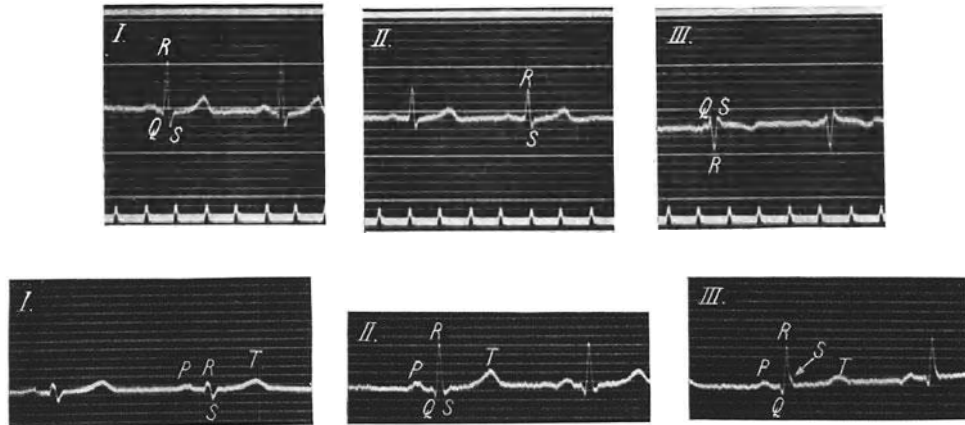 I. II. III.
R
R
Q S
Q S
S
R
I. II. III.
R
R
P R T
P T
P S T
S
Q S
Q